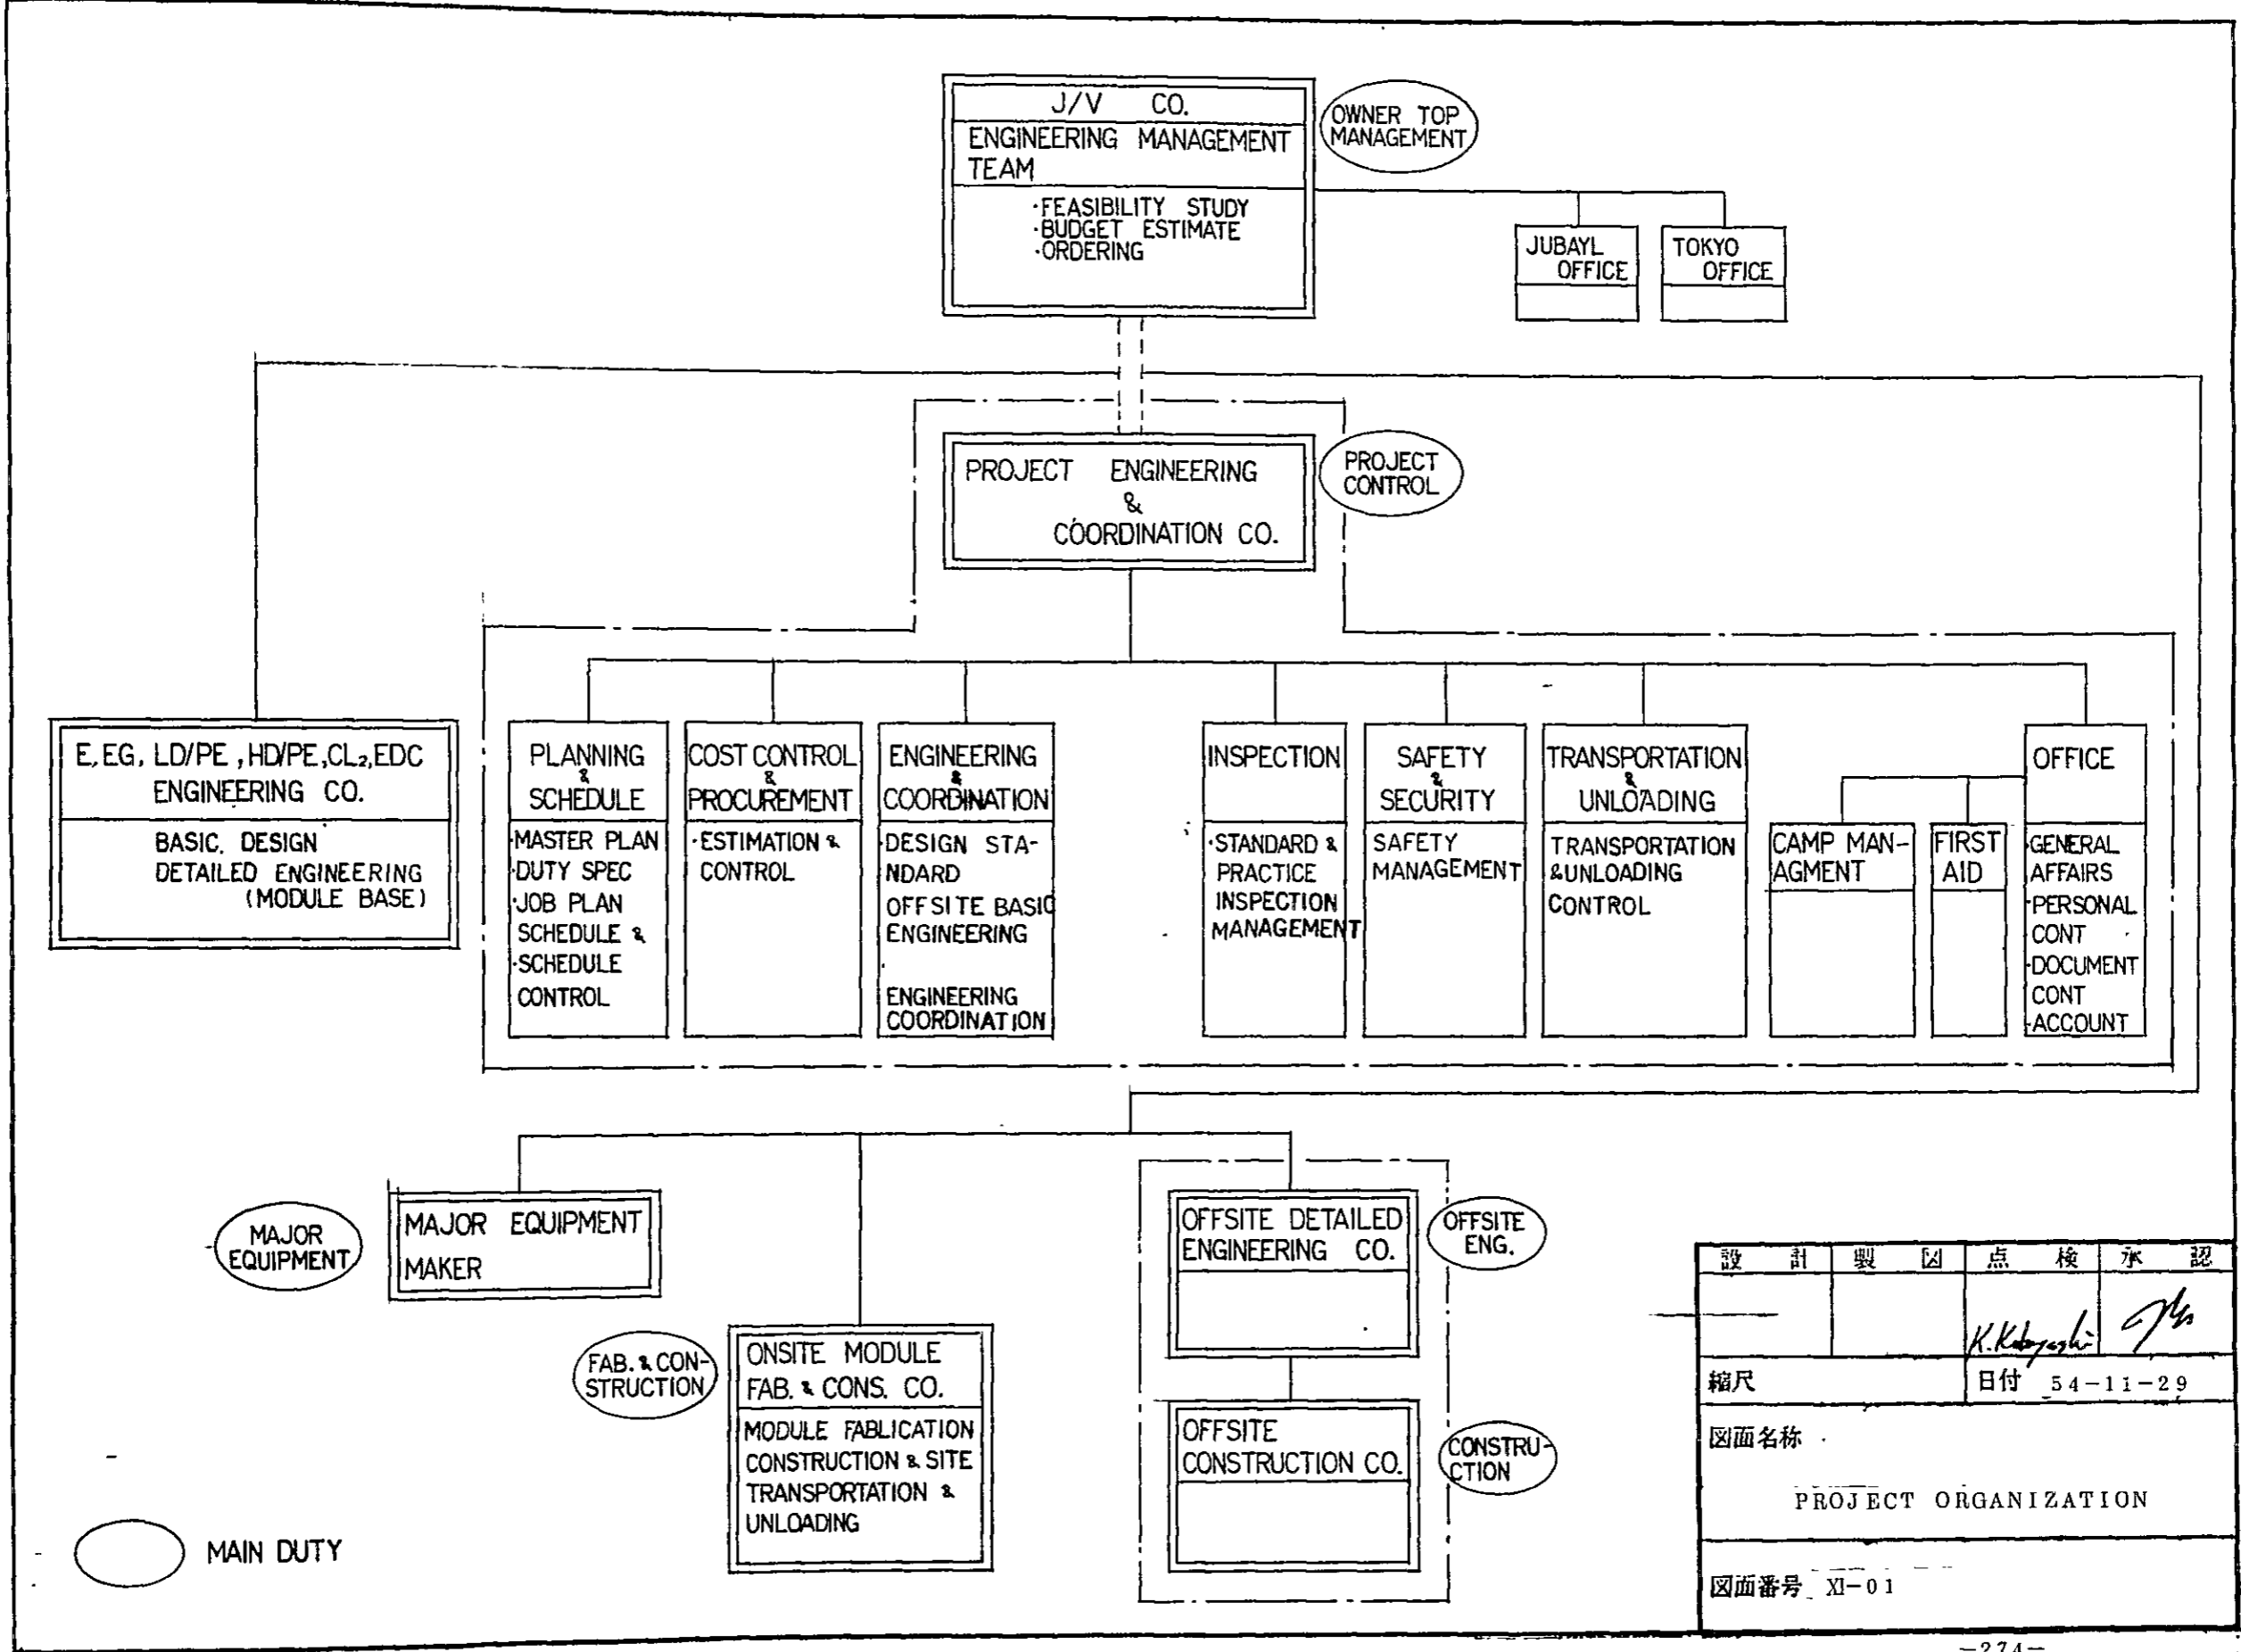 J/V CO.
ENGINEERING MANAGEMENT
TEAM
·FEASIBILITY STUDY
·BUDGET ESTIMATE
·ORDERING
OWNER TOP
MANAGEMENT
JUBAYL
OFFICE
TOKYO
OFFICE
PROJECT ENGINEERING
&
COORDINATION CO.
PROJECT
CONTROL
E, EG, LD/PE, HD/PE, CL₂, EDC
ENGINEERING CO.
BASIC. DESIGN
DETAILED ENGINEERING
(MODULE BASE)
PLANNING
&
SCHEDULE
·MASTER PLAN
·DUTY SPEC
·JOB PLAN
SCHEDULE &
·SCHEDULE
CONTROL
COST CONTROL
&
PROCUREMENT
·ESTIMATION &
CONTROL
ENGINEERING
&
COORDINATION
·DESIGN STA-
NDARD
OFFSITE BASIC
ENGINEERING
ENGINEERING
COORDINATION
INSPECTION
·STANDARD &
PRACTICE
INSPECTION
MANAGEMENT
SAFETY
&
SECURITY
SAFETY
MANAGEMENT
TRANSPORTATION
&
UNLOADING
TRANSPORTATION
&UNLOADING
CONTROL
CAMP MAN-
AGMENT
FIRST
AID
OFFICE
·GENERAL
AFFAIRS
·PERSONAL
CONT
·DOCUMENT
CONT
·ACCOUNT
MAJOR
EQUIPMENT
MAJOR EQUIPMENT
MAKER
FAB. & CON-
STRUCTION
ONSITE MODULE
FAB. & CONS. CO.
MODULE FABLICATION
CONSTRUCTION & SITE
TRANSPORTATION &
UNLOADING
OFFSITE DETAILED
ENGINEERING CO.
OFFSITE
ENG.
OFFSITE
CONSTRUCTION CO.
CONSTRU-
CTION
MAIN DUTY
設計 製図 点検 承認
K. Kobayashi
縮尺 日付 54-11-29
図面名称
PROJECT ORGANIZATION
図面番号 XI-01
-274-